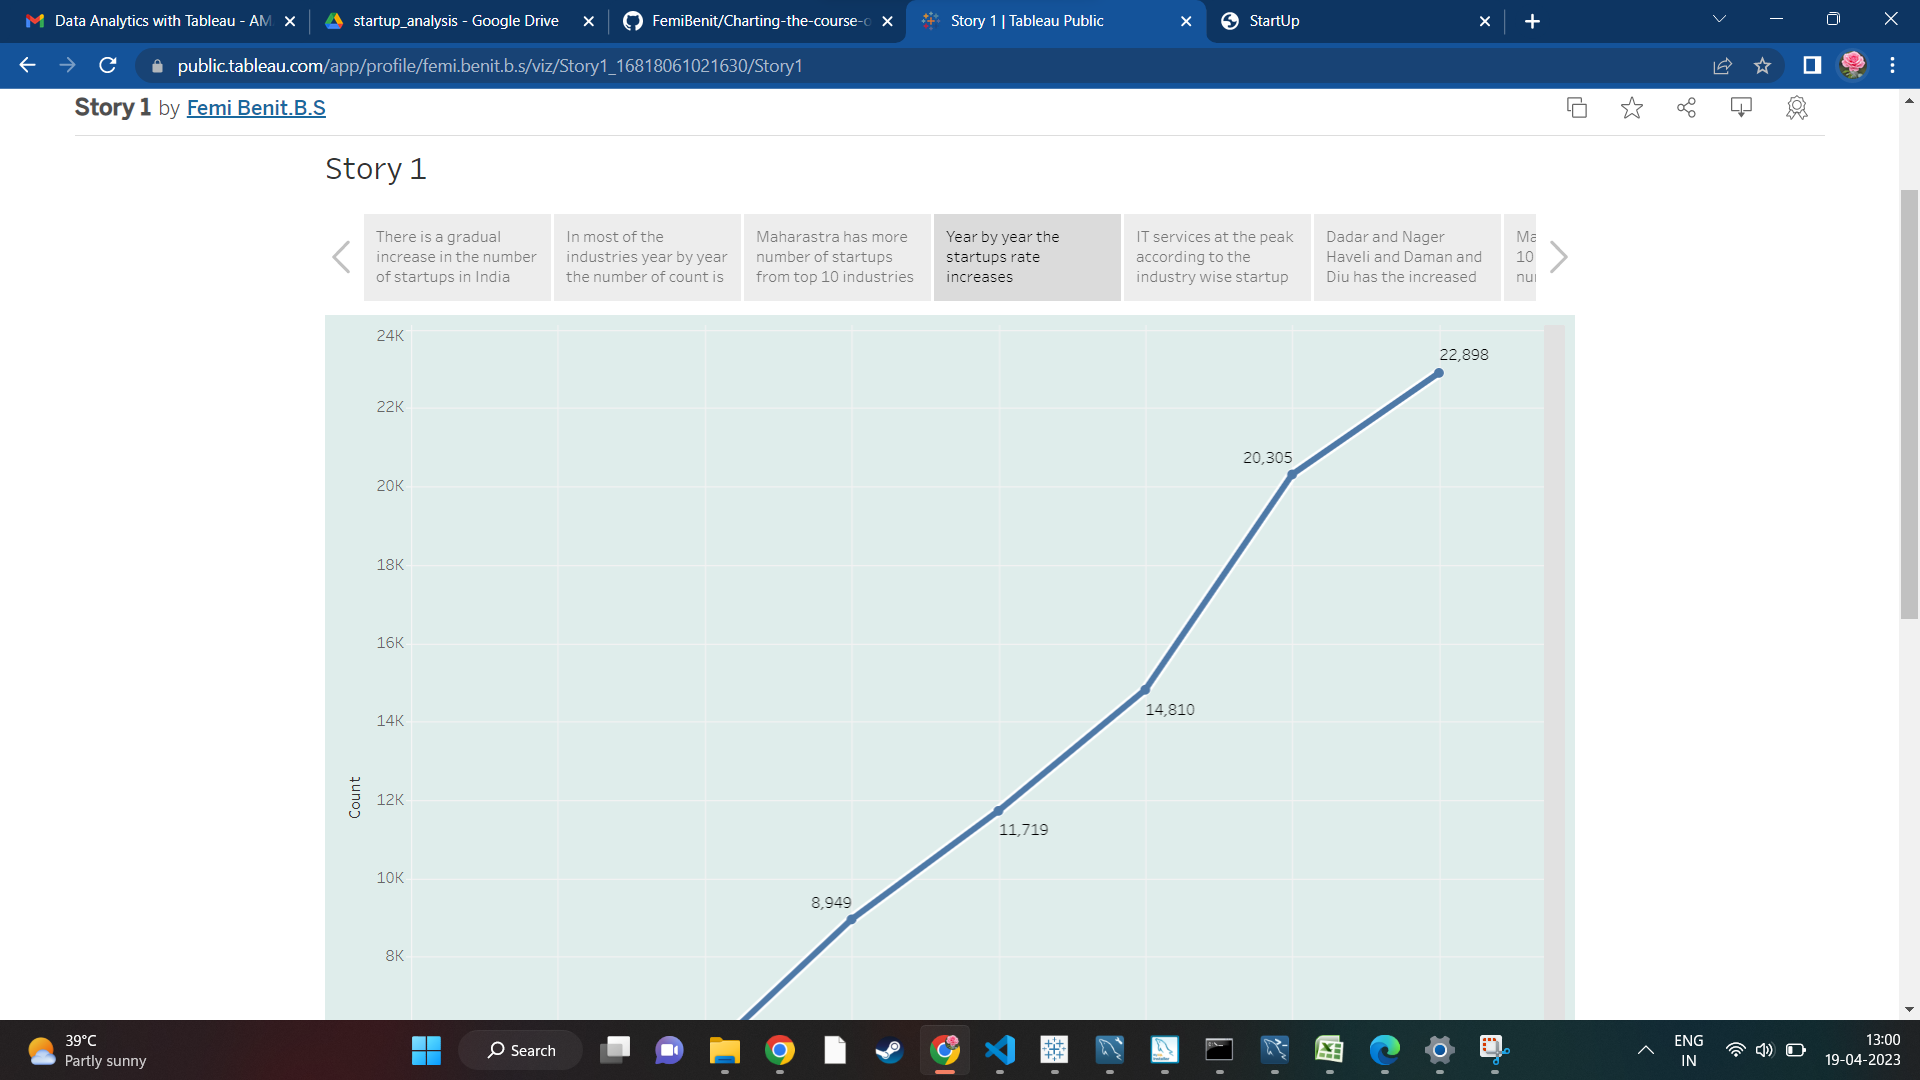 Data Analytics with Tableau - AM
startup_analysis - Google Drive
FemiBenit/Charting-the-course-o
Story 1 | Tableau Public
StartUp
public.tableau.com/app/profile/femi.benit.b.s/viz/Story1_16818061021630/Story1
Story 1 by Femi Benit.B.S
Story 1
There is a gradual
increase in the number
of startups in India
In most of the
industries year by year
the number of count is
Maharastra has more
number of startups
from top 10 industries
Year by year the
startups rate
increases
IT services at the peak
according to the
industry wise startup
Dadar and Nager
Haveli and Daman and
Diu has the increased
Ma
10
nu
24K
22K
20K
18K
16K
14K
12K
10K
8K
Count
22,898
20,305
14,810
11,719
8,949
39°C
Partly sunny
Search
ENG
IN
13:00
19-04-2023